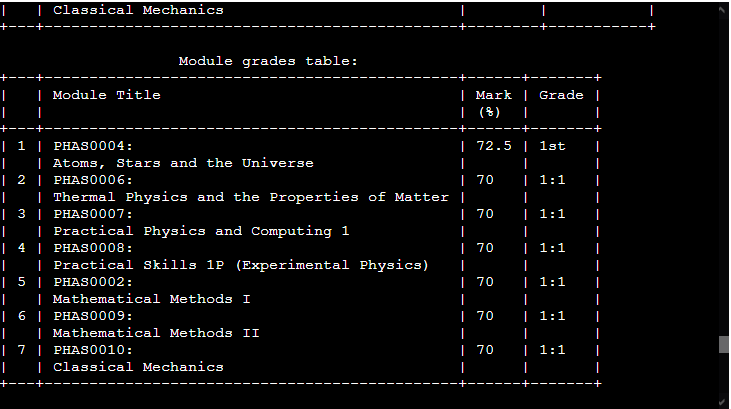 Classical Mechanics
Module grades table:
Module Title Mark Grade
(%)
1 PHAS0004: 72.5 1st
Atoms, Stars and the Universe
2 PHAS0006: 70 1:1
Thermal Physics and the Properties of Matter
3 PHAS0007: 70 1:1
Practical Physics and Computing 1
4 PHAS0008: 70 1:1
Practical Skills 1P (Experimental Physics)
5 PHAS0002: 70 1:1
Mathematical Methods I
6 PHAS0009: 70 1:1
Mathematical Methods II
7 PHAS0010: 70 1:1
Classical Mechanics